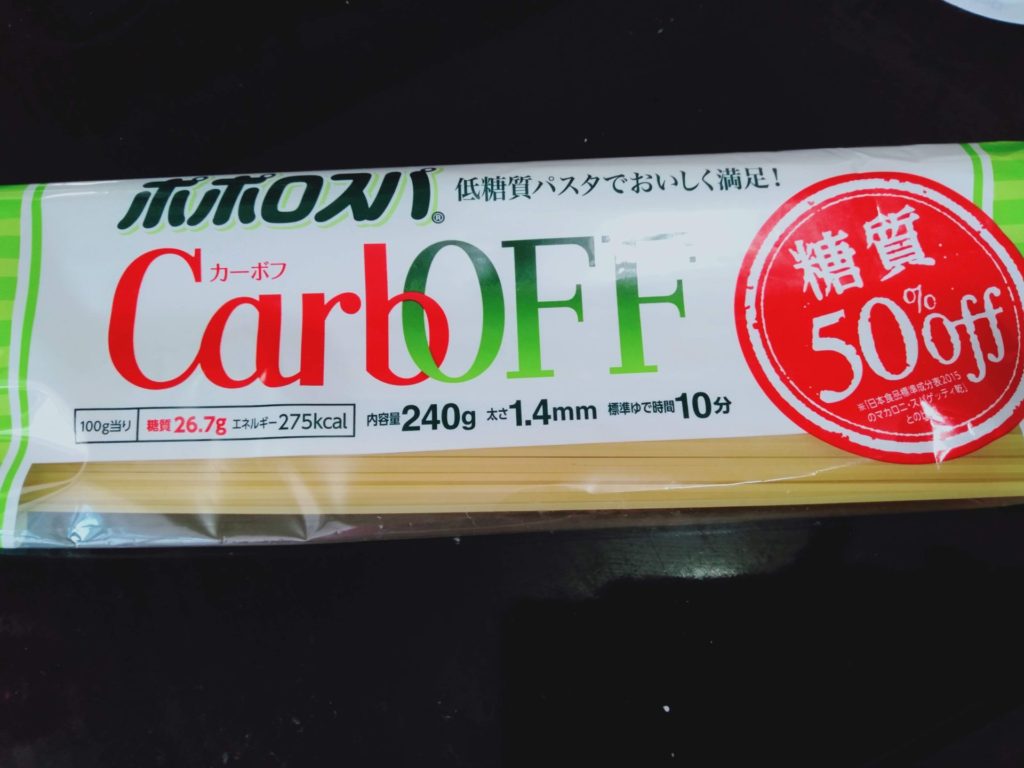 ポポロスパ®
低糖質パスタでおいしく満足!
カーボフ
CarbOFF
100g当り 糖質26.7g エネルギー275kcal
内容量240g 太さ1.4mm 標準ゆで時間10分
糖質
50%off
※「日本食品標準成分表2015
のマカロニ・スパゲッティ乾」
との